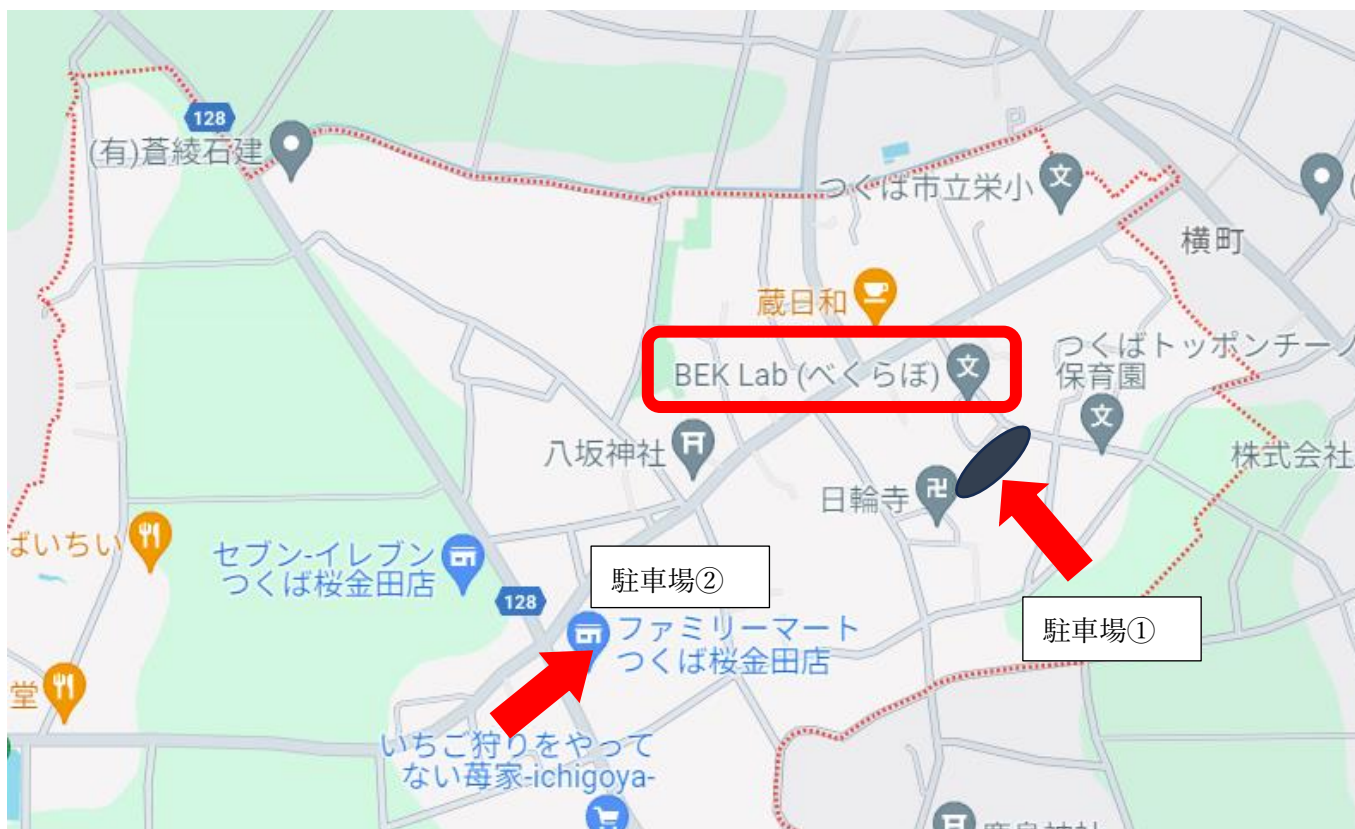 128
(有)蒼綾石建
つくば市立栄小
横町
蔵日和
BEK Lab (べくらぼ)
つくばトッポンチーノ
保育園
八坂神社
日輪寺
株式会社
ばいちい
セブン-イレブン
つくば桜金田店
駐車場②
128
ファミリーマート
つくば桜金田店
駐車場①
堂
いちご狩りをやって
ない苺家-ichigoya-